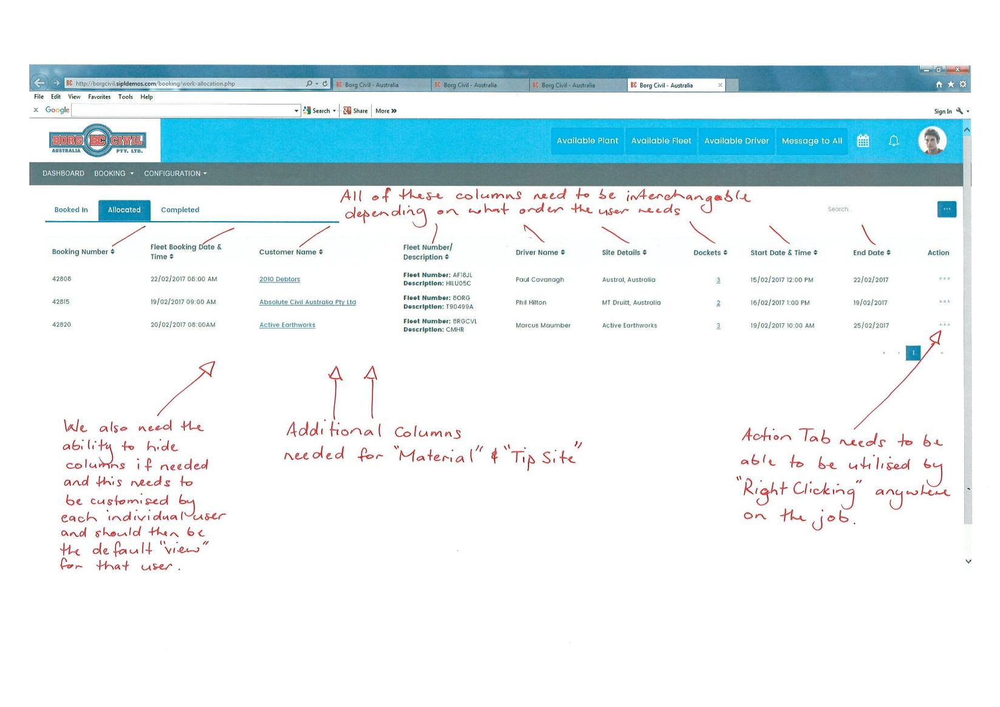 BC http://borgcivil.sipldemos.com/booking/work-allocation.php
BC Borg Civil - Australia
BC Borg Civil - Australia
BC Borg Civil - Australia
BC Borg Civil - Australia
File Edit View Favorites Tools Help
x Google Search Share More »
Sign In
BORG BC CIVIL
AUSTRALIA PTY. LTD.
Available Plant Available Fleet Available Driver Message to All
DASHBOARD BOOKING CONFIGURATION
All of these columns need to be interchangable
depending on what order the user needs
Booked In Allocated Completed
Search...
Booking Number
Fleet Booking Date &
Time
Customer Name
Fleet Number/
Description
Driver Name
Site Details
Dockets
Start Date & Time
End Date
Action
42808 22/02/2017 08:00 AM 2010 Debtors
Fleet Number: AF18JL
Description: HILU05C
Paul Cavanagh Austral, Australia 3 15/02/2017 12:00 PM 22/02/2017
42815 19/02/2017 09:00 AM Absolute Civil Australia Pty Ltd
Fleet Number: 8ORG
Description: T90499A
Phil Hilton MT Druitt, Australia 2 16/02/2017 1:00 PM 19/02/2017
42820 20/02/2017 08:00AM Active Earthworks
Fleet Number: BRGCVL
Description: CMHR
Marcus Maumber Active Earthworks 3 19/02/2017 10:00 AM 25/02/2017
1
We also need the
ability to hide
columns if needed
and this needs to
be customised by
each individual user
and should then be
the default "view"
for that user.
Additional Columns
needed for "Material" & "Tip Site"
Action Tab needs to be
able to be utilised by
"Right Clicking" anywhere
on the job.